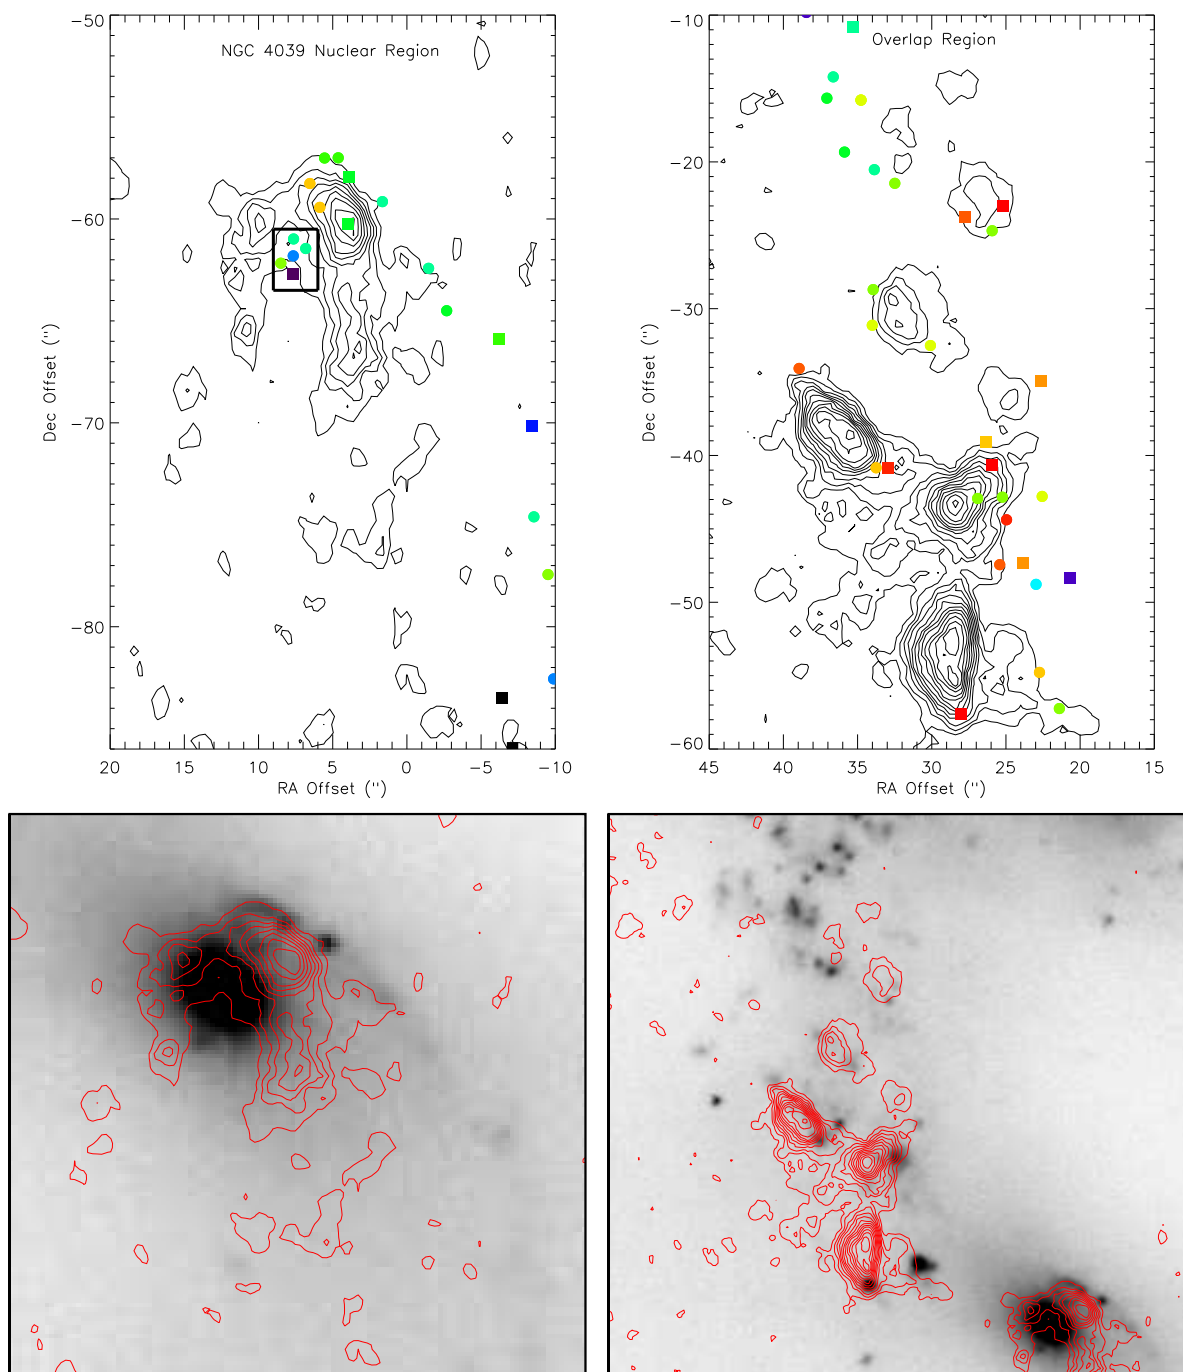 NGC 4039 Nuclear Region
-50
-60
-70
-80
Dec Offset (")
20 15 10 5 0 -5 -10
RA Offset (")
Overlap Region
-10
-20
-30
-40
-50
-60
Dec Offset (")
45 40 35 30 25 20 15
RA Offset (")